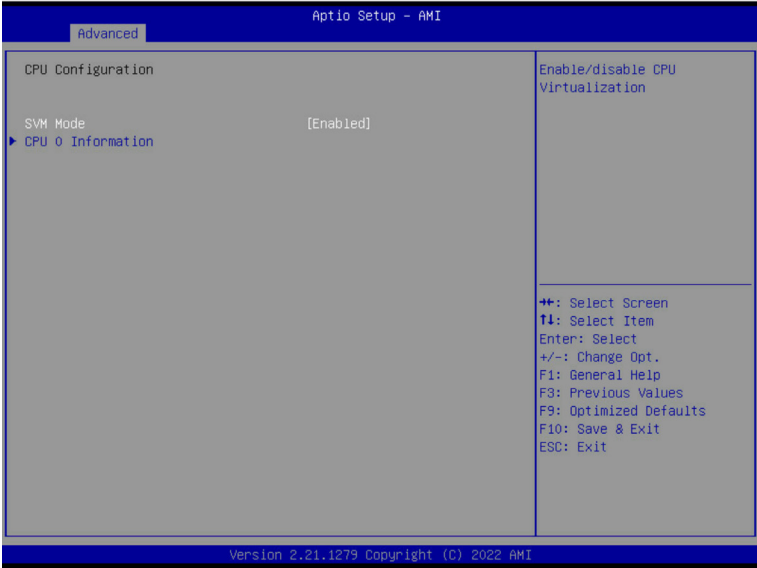 Aptio Setup – AMI
Advanced
CPU Configuration
SVM Mode [Enabled]
CPU 0 Information
Enable/disable CPU
Virtualization
→←: Select Screen
↑↓: Select Item
Enter: Select
+/-: Change Opt.
F1: General Help
F3: Previous Values
F9: Optimized Defaults
F10: Save & Exit
ESC: Exit
Version 2.21.1279 Copyright (C) 2022 AMI